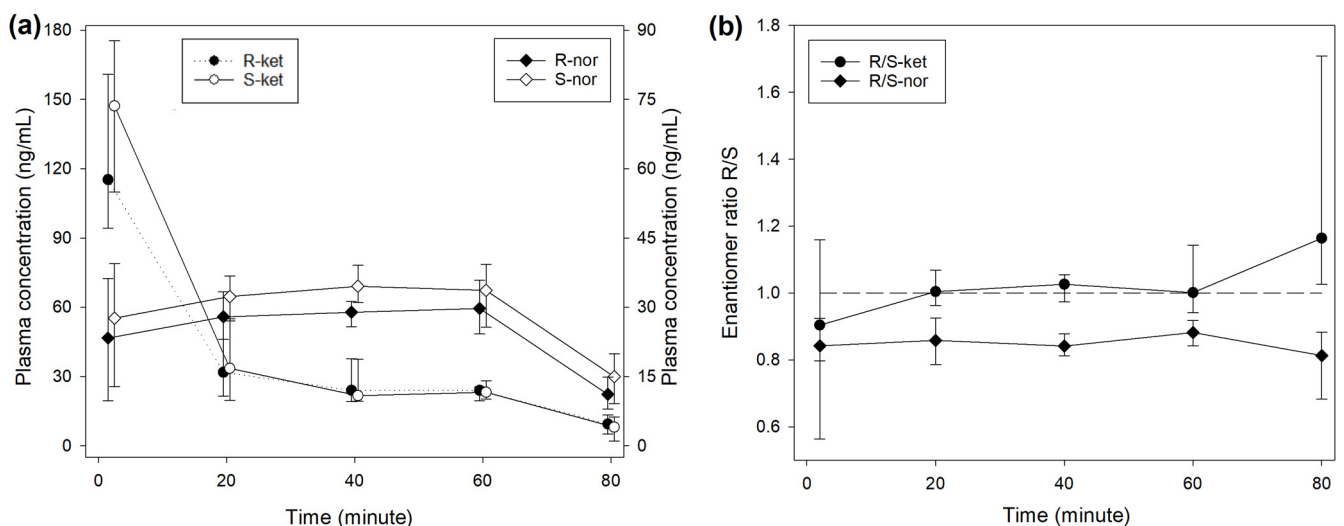 (a)
180
150
120
90
60
30
0
Plasma concentration (ng/mL)
R-ket
S-ket
R-nor
S-nor
90
75
60
45
30
15
0
Plasma concentration (ng/mL)
0 20 40 60 80
Time (minute)
(b)
1.8
1.6
1.4
1.2
1.0
0.8
0.6
Enantiomer ratio R/S
R/S-ket
R/S-nor
0 20 40 60 80
Time (minute)